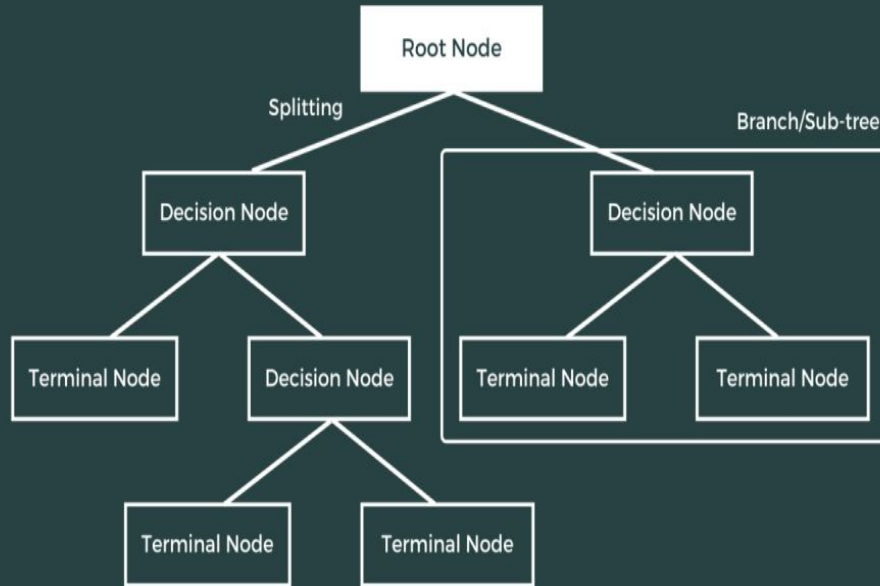 Root Node
Splitting
Branch/Sub-tree
Decision Node
Decision Node
Terminal Node
Decision Node
Terminal Node
Terminal Node
Terminal Node
Terminal Node